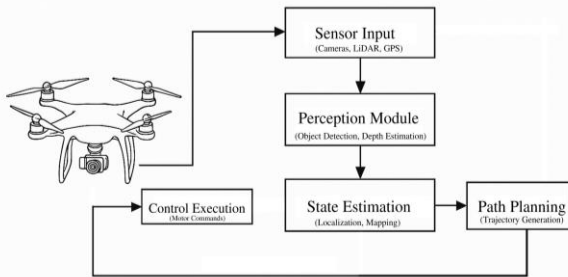 Sensor Input
(Cameras, LiDAR, GPS)
Perception Module
(Object Detection, Depth Estimation)
State Estimation
(Localization, Mapping)
Path Planning
(Trajectory Generation)
Control Execution
(Motor Commands)